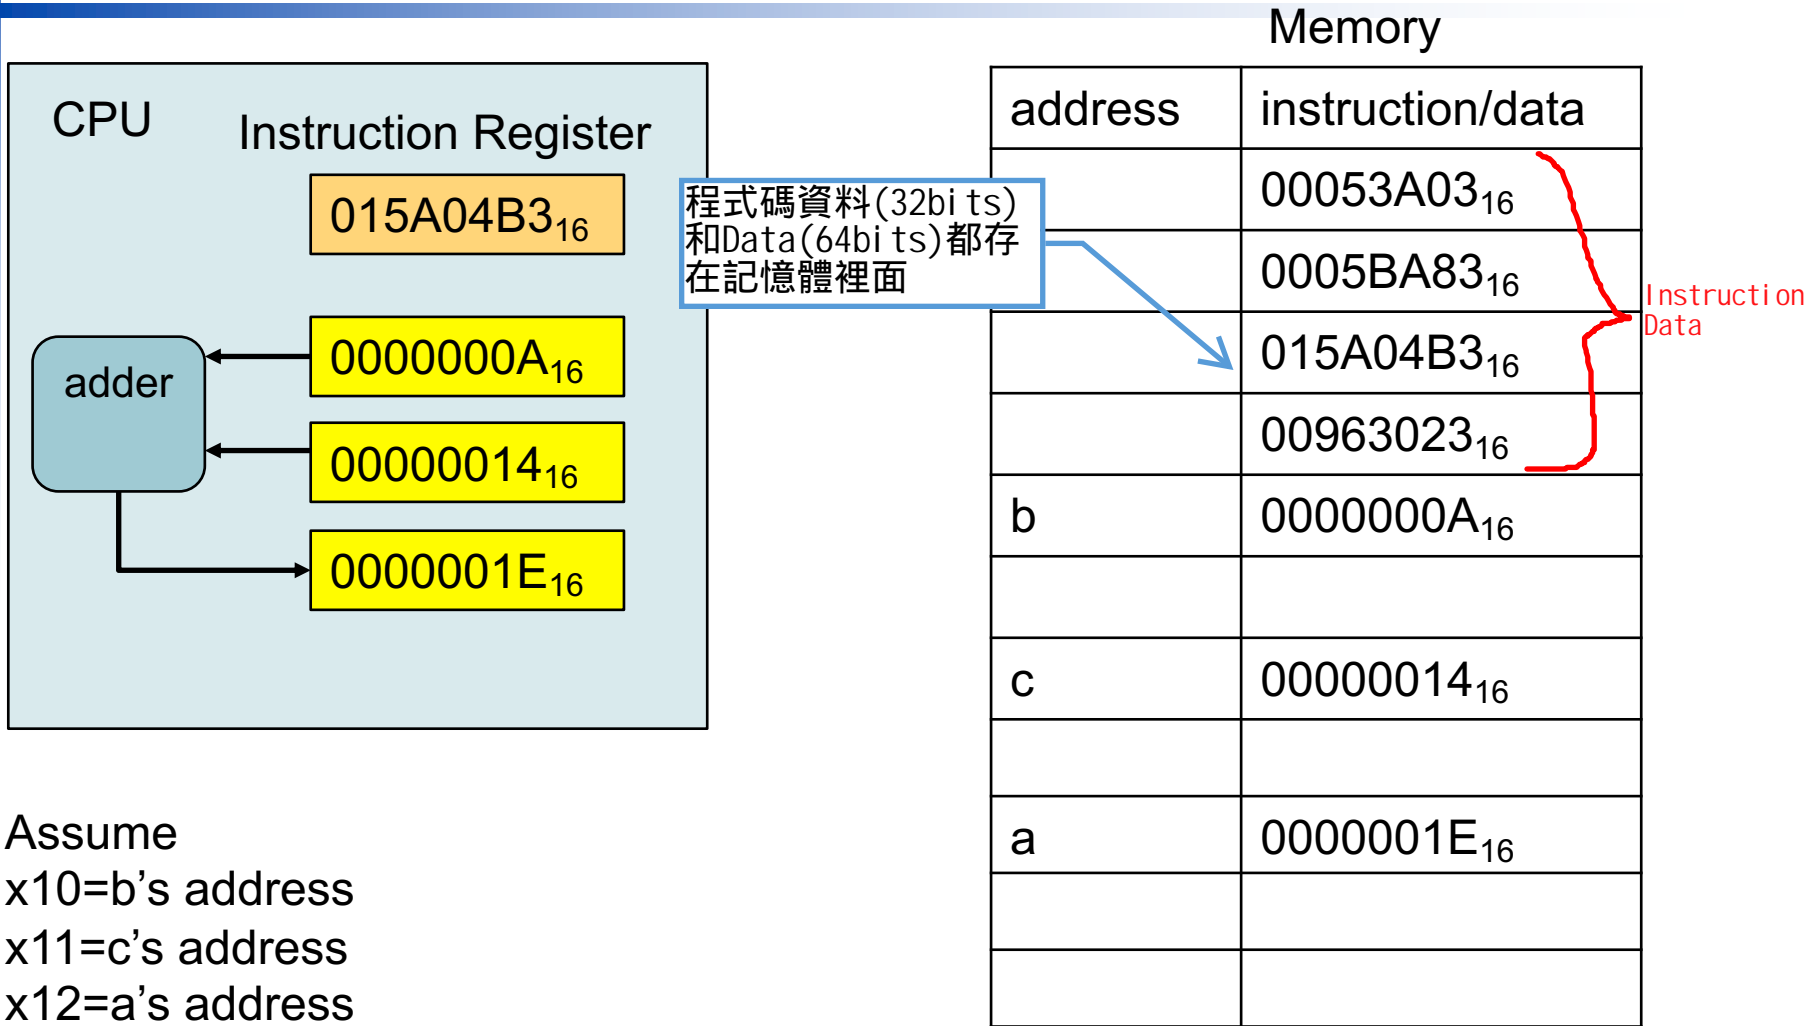 Memory
CPU
Instruction Register
015A04B3₁₆
0000000A₁₆
adder
00000014₁₆
0000001E₁₆
程式碼資料(32bits)
和Data(64bits)都存
在記憶體裡面
address instruction/data
00053A03₁₆
0005BA83₁₆
015A04B3₁₆
00963023₁₆
b 0000000A₁₆
c 00000014₁₆
a 0000001E₁₆
Instruction
Data
Assume
x10=b’s address
x11=c’s address
x12=a’s address